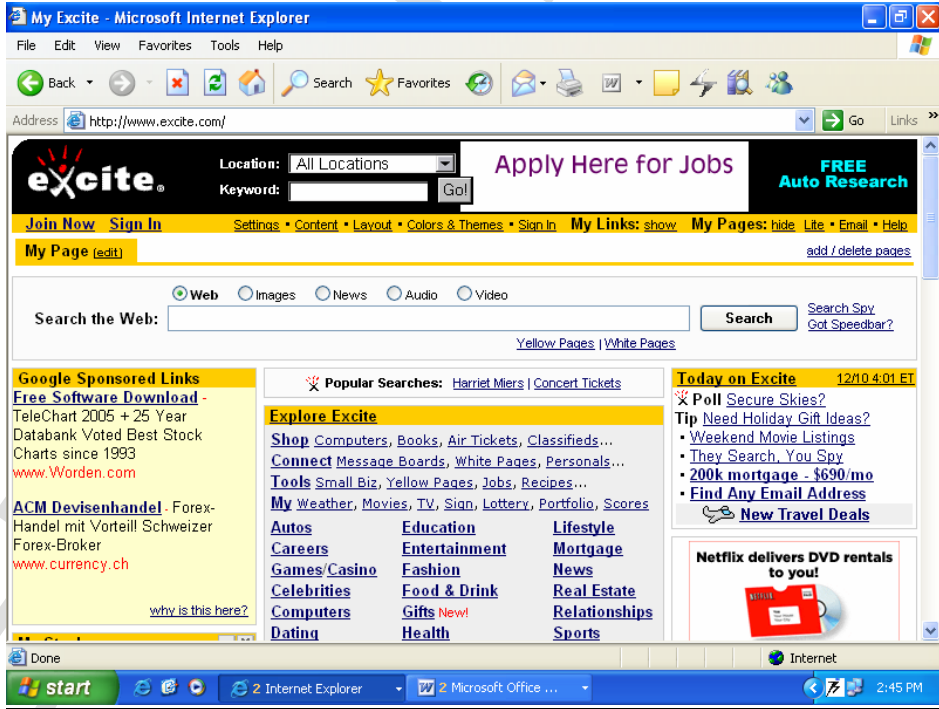 My Excite - Microsoft Internet Explorer
File Edit View Favorites Tools Help
Back Search Favorites
Address http://www.excite.com/ Go Links »
excite® Location: All Locations Apply Here for Jobs FREE
Keyword: Go! Auto Research
Join Now Sign In Settings ▪ Content ▪ Layout ▪ Colors & Themes ▪ Sign In My Links: show My Pages: hide Lite ▪ Email ▪ Help
My Page (edit) add / delete pages
Web Images News Audio Video
Search the Web: Search Search Spy
Got Speedbar?
Yellow Pages | White Pages
Google Sponsored Links
Free Software Download -
TeleChart 2005 + 25 Year
Databank Voted Best Stock
Charts since 1993
www.Worden.com
ACM Devisenhandel - Forex-
Handel mit Vorteill Schweizer
Forex-Broker
www.currency.ch
why is this here?
Popular Searches: Harriet Miers | Concert Tickets
Explore Excite
Shop Computers, Books, Air Tickets, Classifieds...
Connect Message Boards, White Pages, Personals...
Tools Small Biz, Yellow Pages, Jobs, Recipes...
My Weather, Movies, TV, Sign, Lottery, Portfolio, Scores
Autos Education Lifestyle
Careers Entertainment Mortgage
Games/Casino Fashion News
Celebrities Food & Drink Real Estate
Computers Gifts New! Relationships
Dating Health Sports
Today on Excite 12/10 4:01 ET
Poll Secure Skies?
Tip Need Holiday Gift Ideas?
▪ Weekend Movie Listings
▪ They Search, You Spy
▪ 200k mortgage - $690/mo
▪ Find Any Email Address
New Travel Deals
Netflix delivers DVD rentals
to you!
NETFLIX
Done Internet
start 2 Internet Explorer 2 Microsoft Office ... 2:45 PM